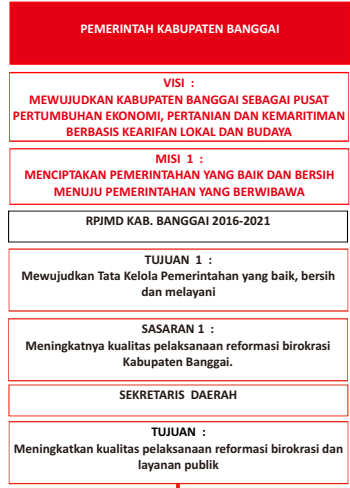 PEMERINTAH KABUPATEN BANGGAI
VISI :
MEWUJUDKAN KABUPATEN BANGGAI SEBAGAI PUSAT
PERTUMBUHAN EKONOMI, PERTANIAN DAN KEMARITIMAN
BERBASIS KEARIFAN LOKAL DAN BUDAYA
MISI 1 :
MENCIPTAKAN PEMERINTAHAN YANG BAIK DAN BERSIH
MENUJU PEMERINTAHAN YANG BERWIBAWA
RPJMD KAB. BANGGAI 2016-2021
TUJUAN 1 :
Mewujudkan Tata Kelola Pemerintahan yang baik, bersih
dan melayani
SASARAN 1 :
Meningkatnya kualitas pelaksanaan reformasi birokrasi
Kabupaten Banggai.
SEKRETARIS DAERAH
TUJUAN :
Meningkatkan kualitas pelaksanaan reformasi birokrasi dan
layanan publik